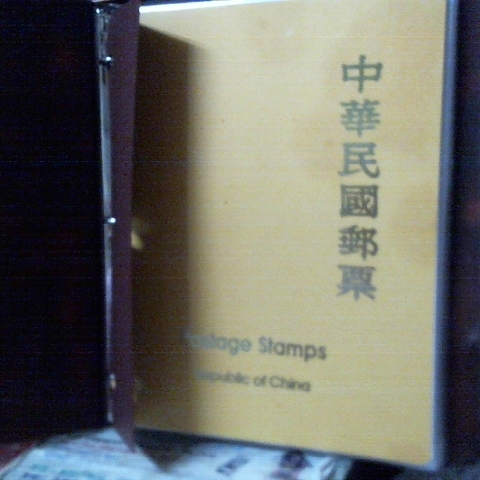 中華民國郵票
Postage Stamps
Republic of China